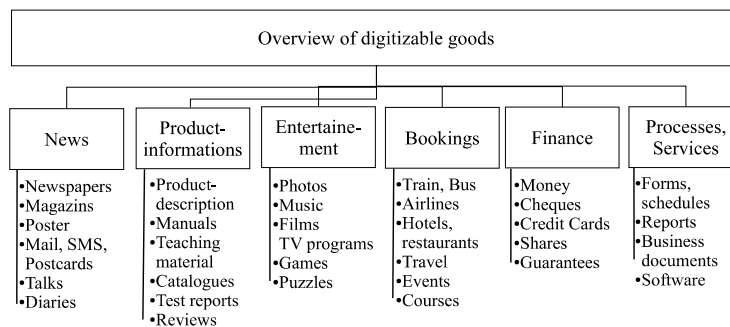 Overview of digitizable goods
News
•Newspapers
•Magazins
•Poster
•Mail, SMS,
Postcards
•Talks
•Diaries
Product-
informations
•Product-
description
•Manuals
•Teaching
material
•Catalogues
•Test reports
•Reviews
Entertaine-
ment
•Photos
•Music
•Films
TV programs
•Games
•Puzzles
Bookings
•Train, Bus
•Airlines
•Hotels,
restaurants
•Travel
•Events
•Courses
Finance
•Money
•Cheques
•Credit Cards
•Shares
•Guarantees
Processes,
Services
•Forms,
schedules
•Reports
•Business
documents
•Software